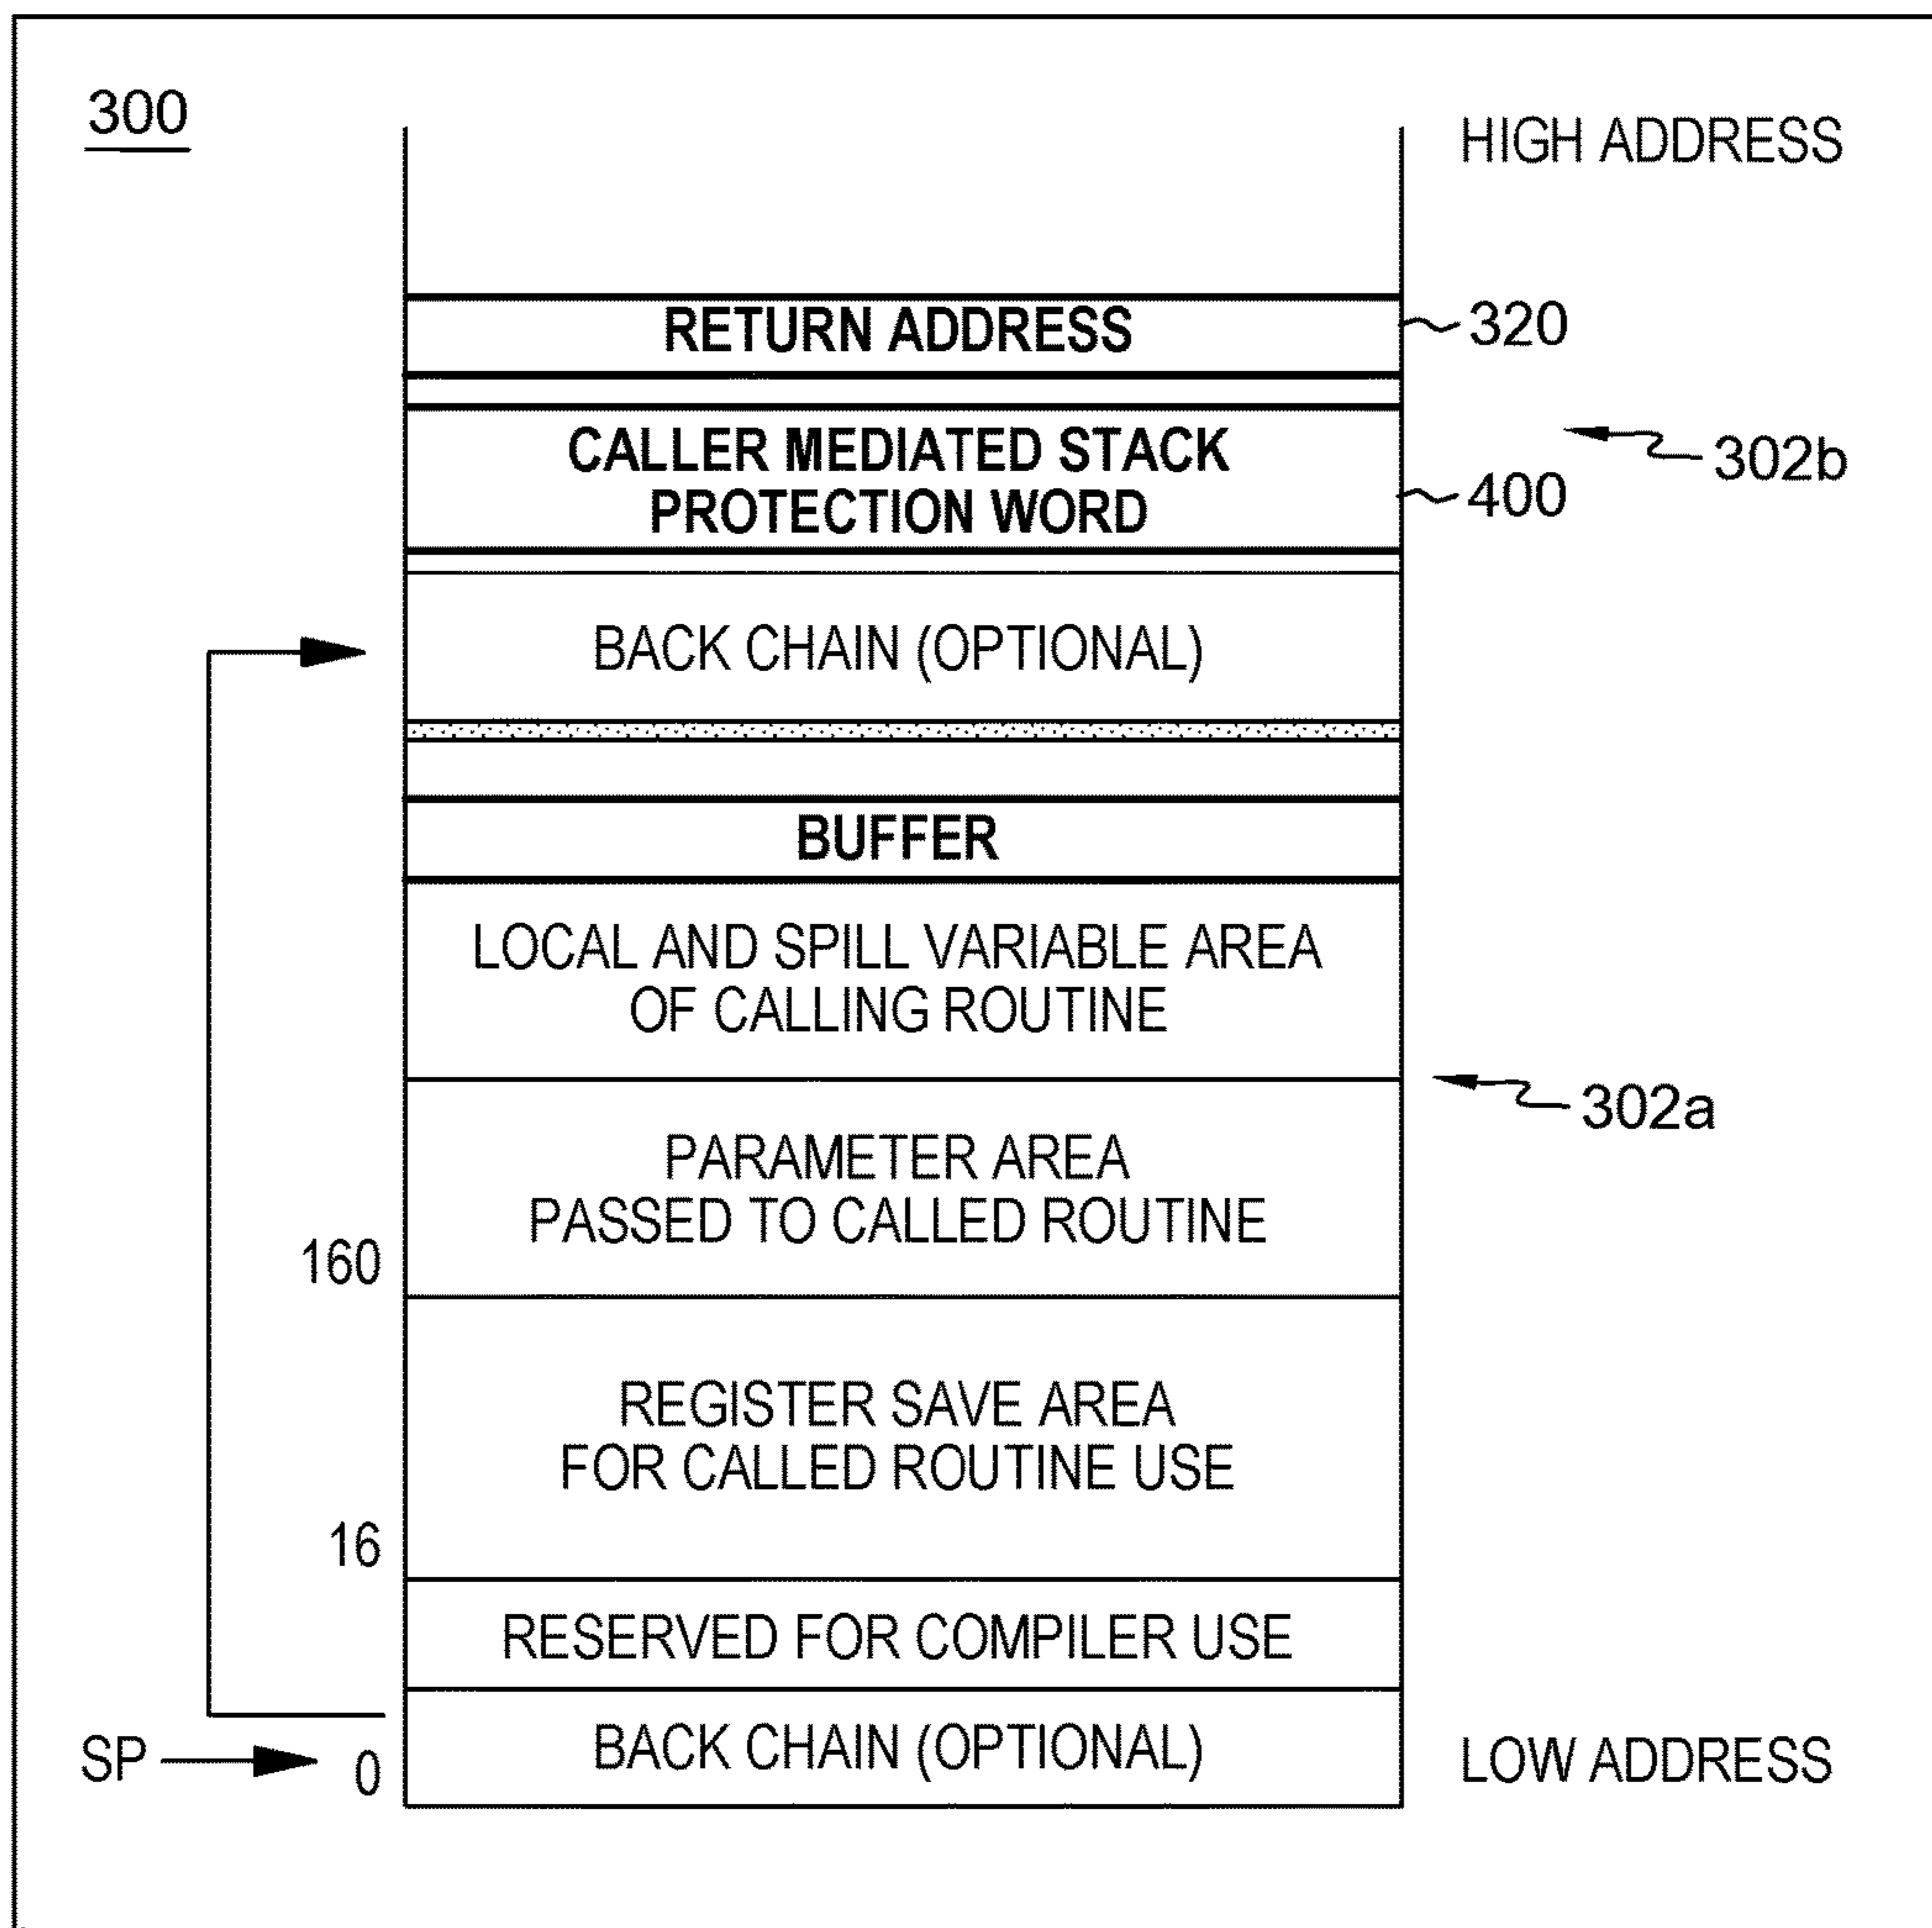 300
HIGH ADDRESS
RETURN ADDRESS
320
CALLER MEDIATED STACK
PROTECTION WORD
302b
400
BACK CHAIN (OPTIONAL)
BUFFER
LOCAL AND SPILL VARIABLE AREA
OF CALLING ROUTINE
302a
PARAMETER AREA
PASSED TO CALLED ROUTINE
160
REGISTER SAVE AREA
FOR CALLED ROUTINE USE
16
RESERVED FOR COMPILER USE
BACK CHAIN (OPTIONAL)
SP
0
LOW ADDRESS